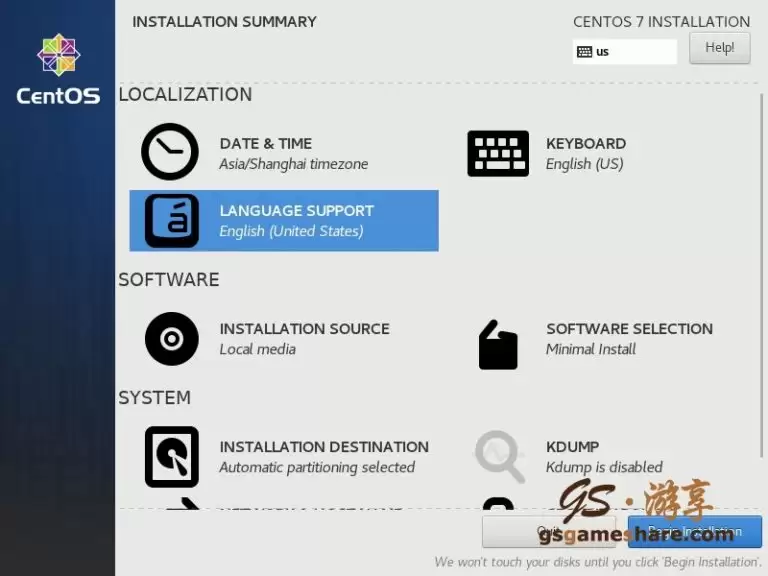 INSTALLATION SUMMARY
CENTOS 7 INSTALLATION
us
Help!
CentOS
LOCALIZATION
DATE & TIME
Asia/Shanghai timezone
KEYBOARD
English (US)
á
LANGUAGE SUPPORT
English (United States)
SOFTWARE
INSTALLATION SOURCE
Local media
SOFTWARE SELECTION
Minimal Install
SYSTEM
INSTALLATION DESTINATION
Automatic partitioning selected
KDUMP
Kdump is disabled
GS·游享
Quit
Begin Installation
gsgameshare.com
We won't touch your disks until you click 'Begin Installation'.